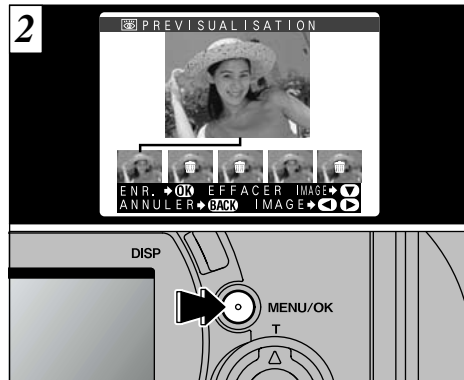 2
PREVISUALISATION
ENR. OK EFFACER IMAGE
ANNULER BACK IMAGE
DISP
MENU/OK
T